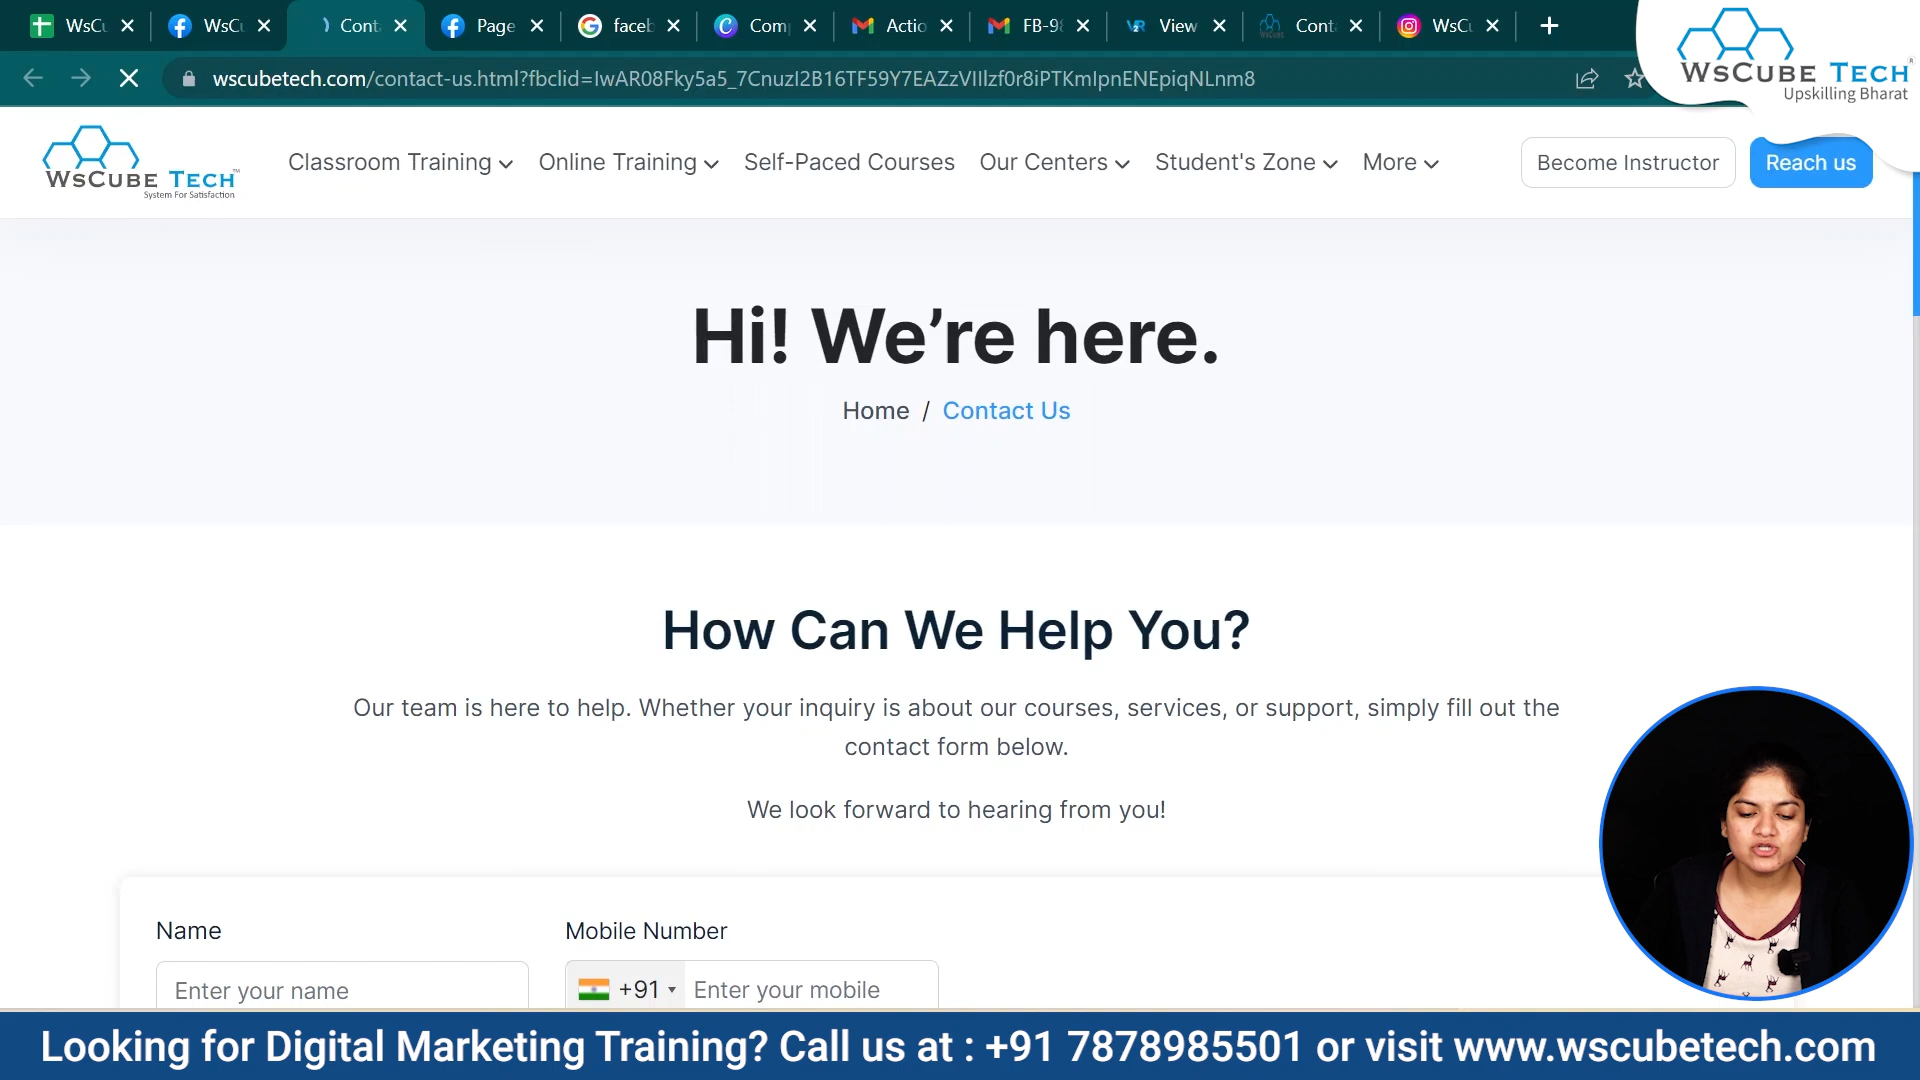 WsCu
WsCu
Cont
Page
faceb
Com
Actio
FB-98
View
Cont
WsCu
wscubetech.com/contact-us.html?fbclid=IwAR08Fky5a5_7CnuzI2B16TF59Y7EAZzVIIlzf0r8iPTKmIpnENEpiqNLnm8
WsCube Tech
Upskilling Bharat
WsCube Tech
System For Satisfaction
Classroom Training
Online Training
Self-Paced Courses
Our Centers
Student's Zone
More
Become Instructor
Reach us
Hi! We’re here.
Home / Contact Us
How Can We Help You?
Our team is here to help. Whether your inquiry is about our courses, services, or support, simply fill out the
contact form below.
We look forward to hearing from you!
Name
Mobile Number
Enter your name
+91 Enter your mobile
Looking for Digital Marketing Training? Call us at : +91 7878985501 or visit www.wscubetech.com